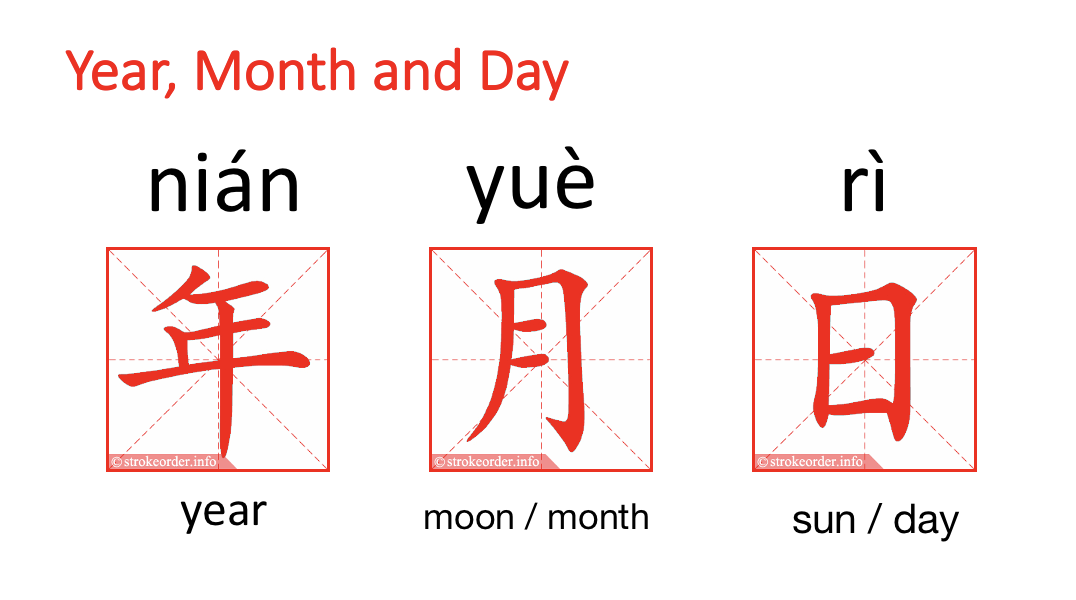 Year, Month and Day
nián yuè rì
年 月 日
©strokeorder.info ©strokeorder.info ©strokeorder.info
year moon / month sun / day